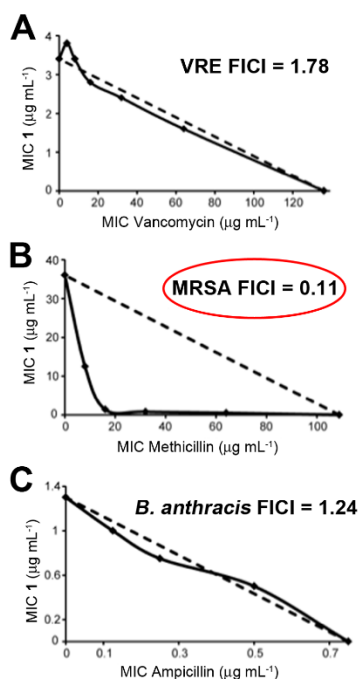 A
VRE FICI = 1.78
MIC 1 (µg mL⁻¹)
4
3
2
1
0
0 20 40 60 80 100 120
MIC Vancomycin (µg mL⁻¹)
B
MRSA FICI = 0.11
MIC 1 (µg mL⁻¹)
40
30
20
10
0
0 20 40 60 80 100
MIC Methicillin (µg mL⁻¹)
C
B. anthracis FICI = 1.24
MIC 1 (µg mL⁻¹)
1.4
1
0.6
0.2
0
0 0.1 0.3 0.5 0.7
MIC Ampicillin (µg mL⁻¹)